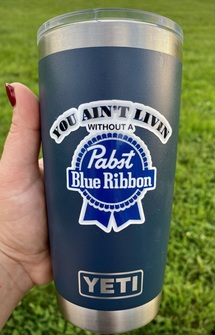 YOU AIN'T LIVIN
WITHOUT A
Pabst
Blue Ribbon
YETI